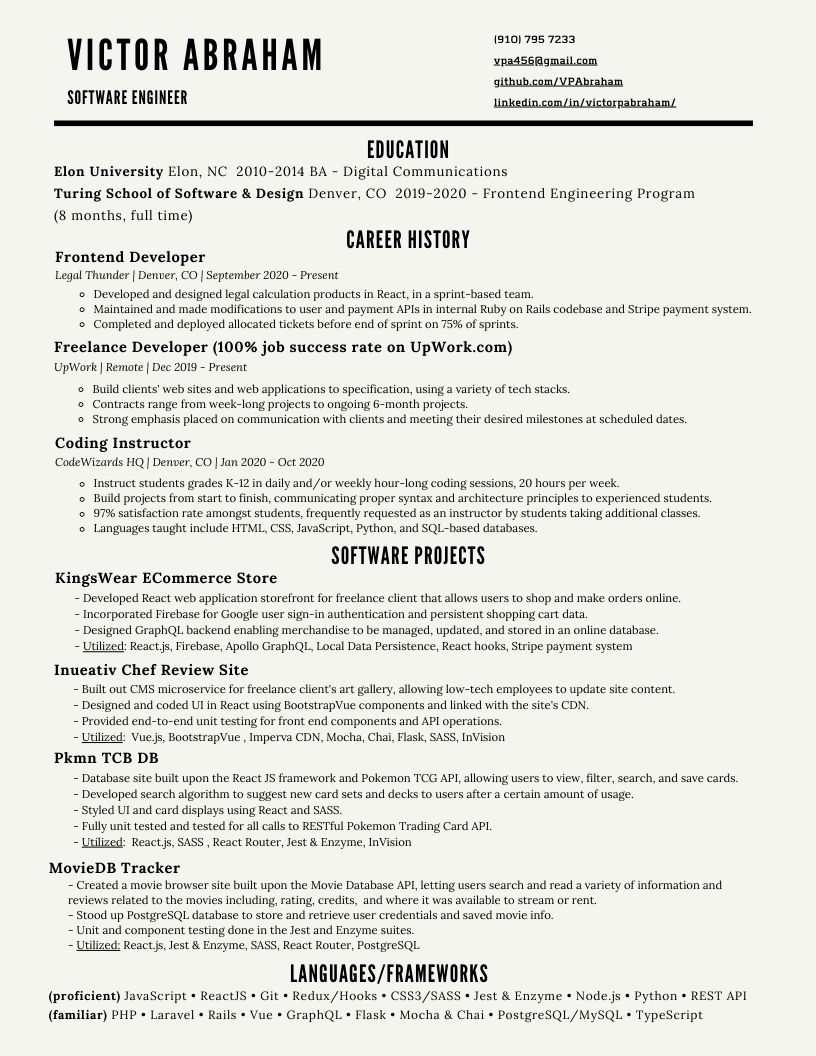 VICTOR ABRAHAM
SOFTWARE ENGINEER
(910) 795 7233
vpa456@gmail.com
github.com/VPAbraham
linkedin.com/in/victorpabraham/
EDUCATION
Elon University Elon, NC 2010-2014 BA - Digital Communications
Turing School of Software & Design Denver, CO 2019-2020 - Frontend Engineering Program
(8 months, full time)
CAREER HISTORY
Frontend Developer
Legal Thunder | Denver, CO | September 2020 - Present
◦ Developed and designed legal calculation products in React, in a sprint-based team.
◦ Maintained and made modifications to user and payment APIs in internal Ruby on Rails codebase and Stripe payment system.
◦ Completed and deployed allocated tickets before end of sprint on 75% of sprints.
Freelance Developer (100% job success rate on UpWork.com)
UpWork | Remote | Dec 2019 - Present
◦ Build clients' web sites and web applications to specification, using a variety of tech stacks.
◦ Contracts range from week-long projects to ongoing 6-month projects.
◦ Strong emphasis placed on communication with clients and meeting their desired milestones at scheduled dates.
Coding Instructor
CodeWizards HQ | Denver, CO | Jan 2020 - Oct 2020
◦ Instruct students grades K-12 in daily and/or weekly hour-long coding sessions, 20 hours per week.
◦ Build projects from start to finish, communicating proper syntax and architecture principles to experienced students.
◦ 97% satisfaction rate amongst students, frequently requested as an instructor by students taking additional classes.
◦ Languages taught include HTML, CSS, JavaScript, Python, and SQL-based databases.
SOFTWARE PROJECTS
KingsWear ECommerce Store
- Developed React web application storefront for freelance client that allows users to shop and make orders online.
- Incorporated Firebase for Google user sign-in authentication and persistent shopping cart data.
- Designed GraphQL backend enabling merchandise to be managed, updated, and stored in an online database.
- Utilized: React.js, Firebase, Apollo GraphQL, Local Data Persistence, React hooks, Stripe payment system
Inueativ Chef Review Site
- Built out CMS microservice for freelance client's art gallery, allowing low-tech employees to update site content.
- Designed and coded UI in React using BootstrapVue components and linked with the site's CDN.
- Provided end-to-end unit testing for front end components and API operations.
- Utilized: Vue.js, BootstrapVue , Imperva CDN, Mocha, Chai, Flask, SASS, InVision
Pkmn TCB DB
- Database site built upon the React JS framework and Pokemon TCG API, allowing users to view, filter, search, and save cards.
- Developed search algorithm to suggest new card sets and decks to users after a certain amount of usage.
- Styled UI and card displays using React and SASS.
- Fully unit tested and tested for all calls to RESTful Pokemon Trading Card API.
- Utilized: React.js, SASS , React Router, Jest & Enzyme, InVision
MovieDB Tracker
- Created a movie browser site built upon the Movie Database API, letting users search and read a variety of information and
reviews related to the movies including, rating, credits, and where it was available to stream or rent.
- Stood up PostgreSQL database to store and retrieve user credentials and saved movie info.
- Unit and component testing done in the Jest and Enzyme suites.
- Utilized: React.js, Jest & Enzyme, SASS, React Router, PostgreSQL
LANGUAGES/FRAMEWORKS
(proficient) JavaScript • ReactJS • Git • Redux/Hooks • CSS3/SASS • Jest & Enzyme • Node.js • Python • REST API
(familiar) PHP • Laravel • Rails • Vue • GraphQL • Flask • Mocha & Chai • PostgreSQL/MySQL • TypeScript